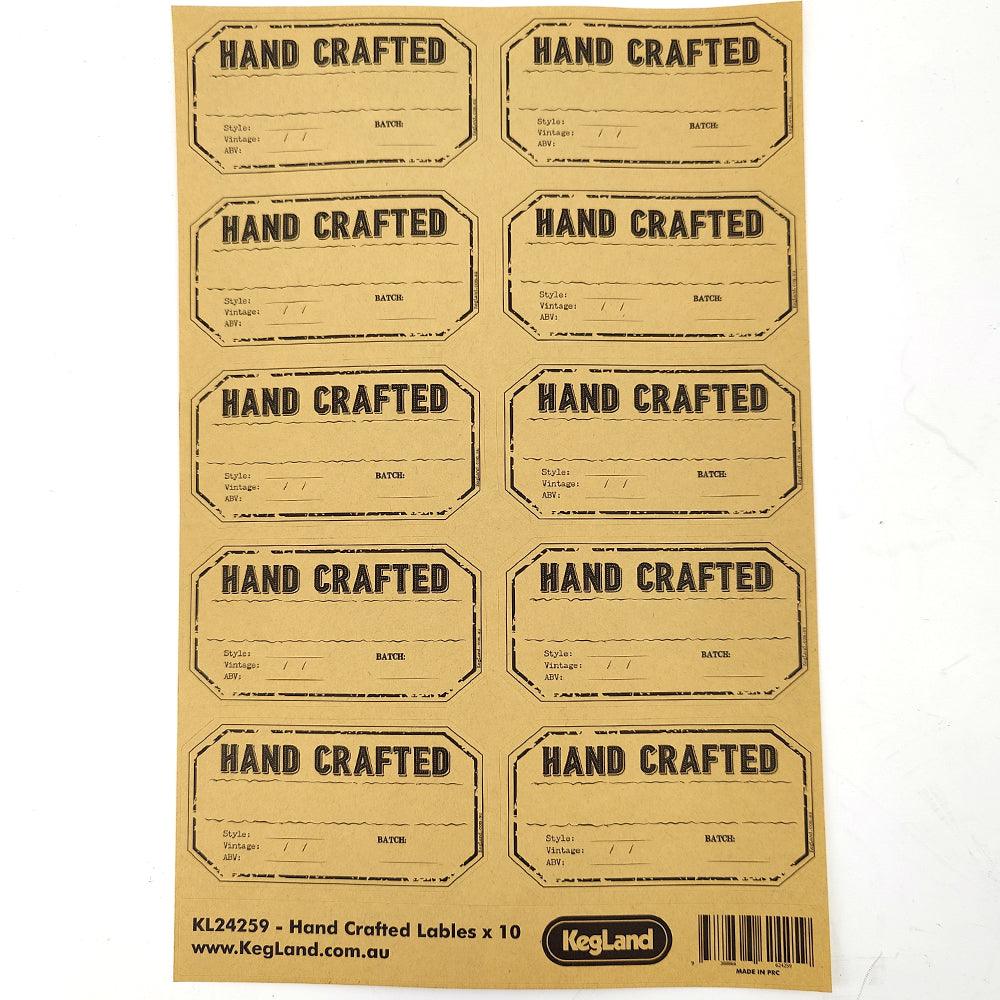 HAND CRAFTED
Style:
BATCH:
Vintage: / /
ABV:
HAND CRAFTED
Style:
BATCH:
Vintage: / /
ABV:
HAND CRAFTED
Style:
BATCH:
Vintage: / /
ABV:
HAND CRAFTED
Style:
BATCH:
Vintage: / /
ABV:
HAND CRAFTED
Style:
BATCH:
Vintage: / /
ABV:
HAND CRAFTED
Style:
BATCH:
Vintage: / /
ABV:
HAND CRAFTED
Style:
BATCH:
Vintage: / /
ABV:
HAND CRAFTED
Style:
BATCH:
Vintage: / /
ABV:
HAND CRAFTED
Style:
BATCH:
Vintage: / /
ABV:
HAND CRAFTED
Style:
BATCH:
Vintage: / /
ABV:
KL24259 - Hand Crafted Lables x 10
www.KegLand.com.au
KegLand
MADE IN PRC